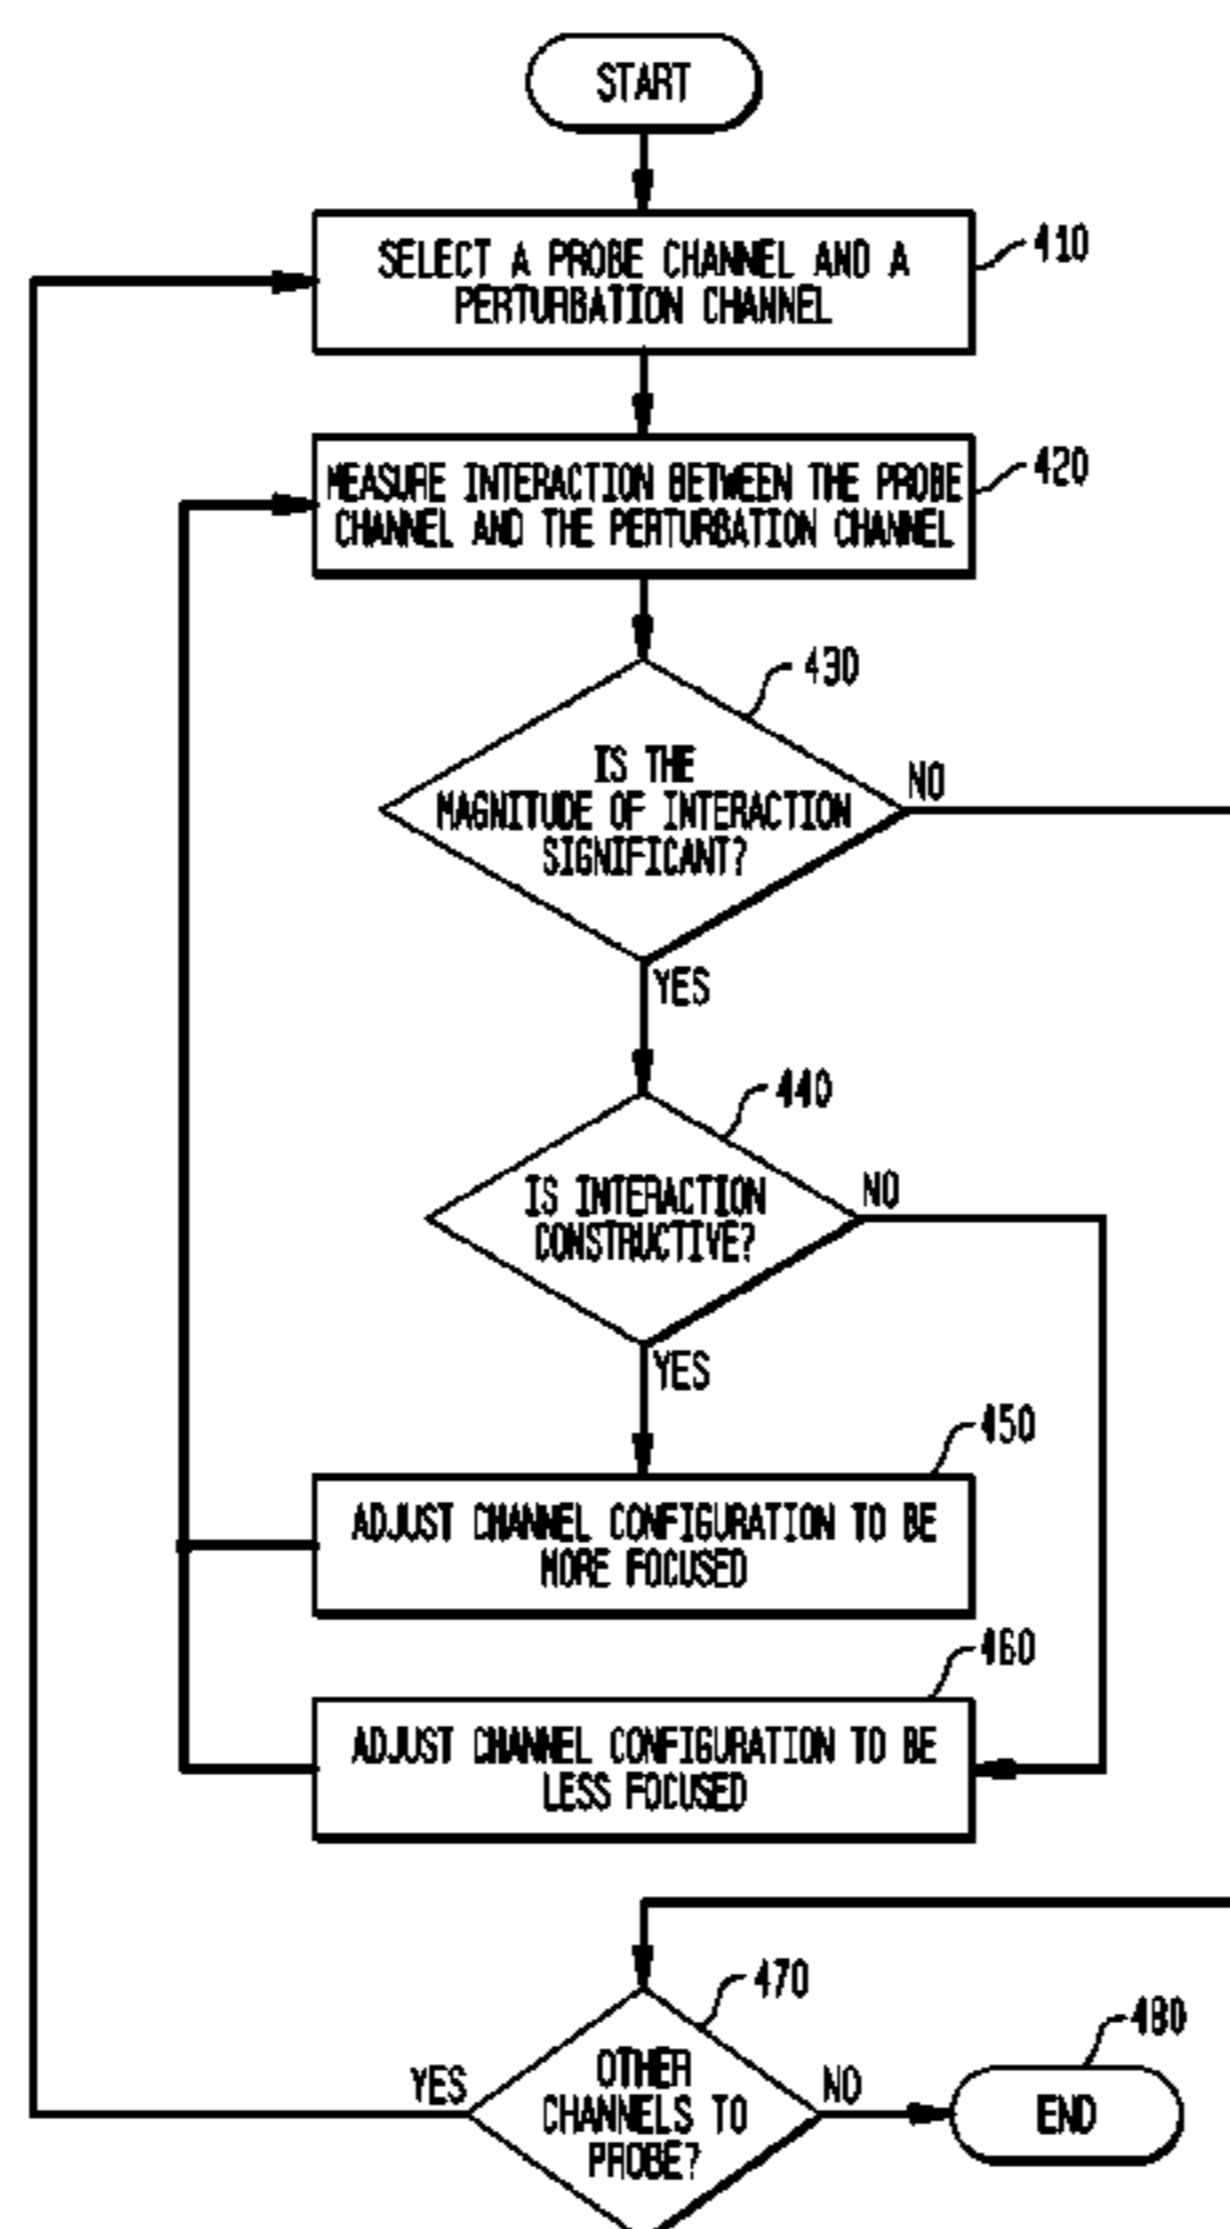 START
SELECT A PROBE CHANNEL AND A
PERTURBATION CHANNEL
410
MEASURE INTERACTION BETWEEN THE PROBE
CHANNEL AND THE PERTURBATION CHANNEL
420
430
IS THE
MAGNITUDE OF INTERACTION
SIGNIFICANT?
NO
YES
440
IS INTERACTION
CONSTRUCTIVE?
NO
YES
450
ADJUST CHANNEL CONFIGURATION TO BE
MORE FOCUSED
460
ADJUST CHANNEL CONFIGURATION TO BE
LESS FOCUSED
470
OTHER
CHANNELS TO
PROBE?
YES
NO
480
END